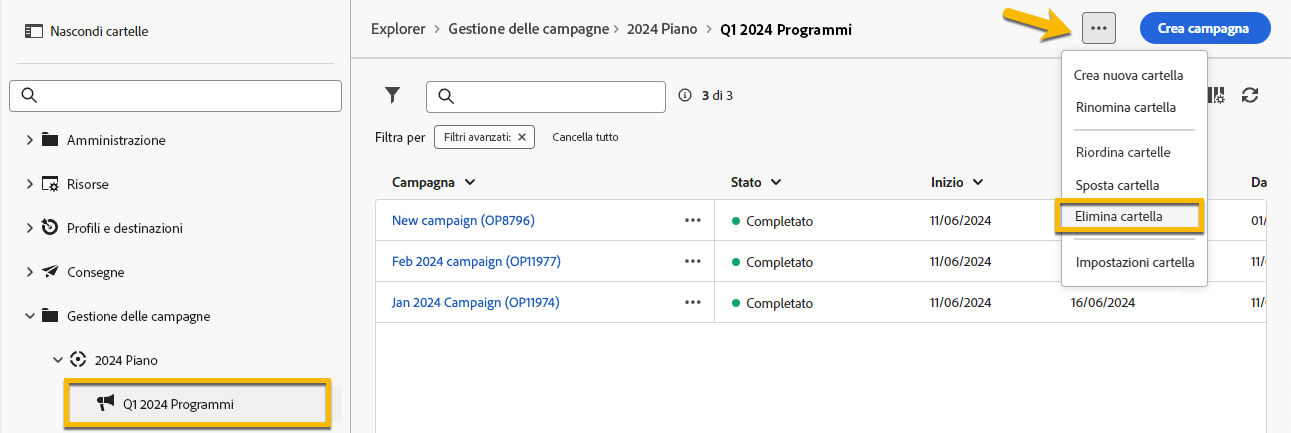 Nascondi cartelle
Amministrazione
Risorse
Profili e destinazioni
Consegne
Gestione delle campagne
2024 Piano
Q1 2024 Programmi
Explorer > Gestione delle campagne > 2024 Piano > Q1 2024 Programmi
Crea campagna
Crea nuova cartella
Rinomina cartella
Riordina cartelle
Sposta cartella
Elimina cartella
Impostazioni cartella
3 di 3
Filtra per Filtri avanzati: Cancella tutto
Campagna Stato Inizio Da
New campaign (OP8796) Completato 11/06/2024 01/
Feb 2024 campaign (OP11977) Completato 11/06/2024 11/
Jan 2024 Campaign (OP11974) Completato 11/06/2024 16/06/2024 11/